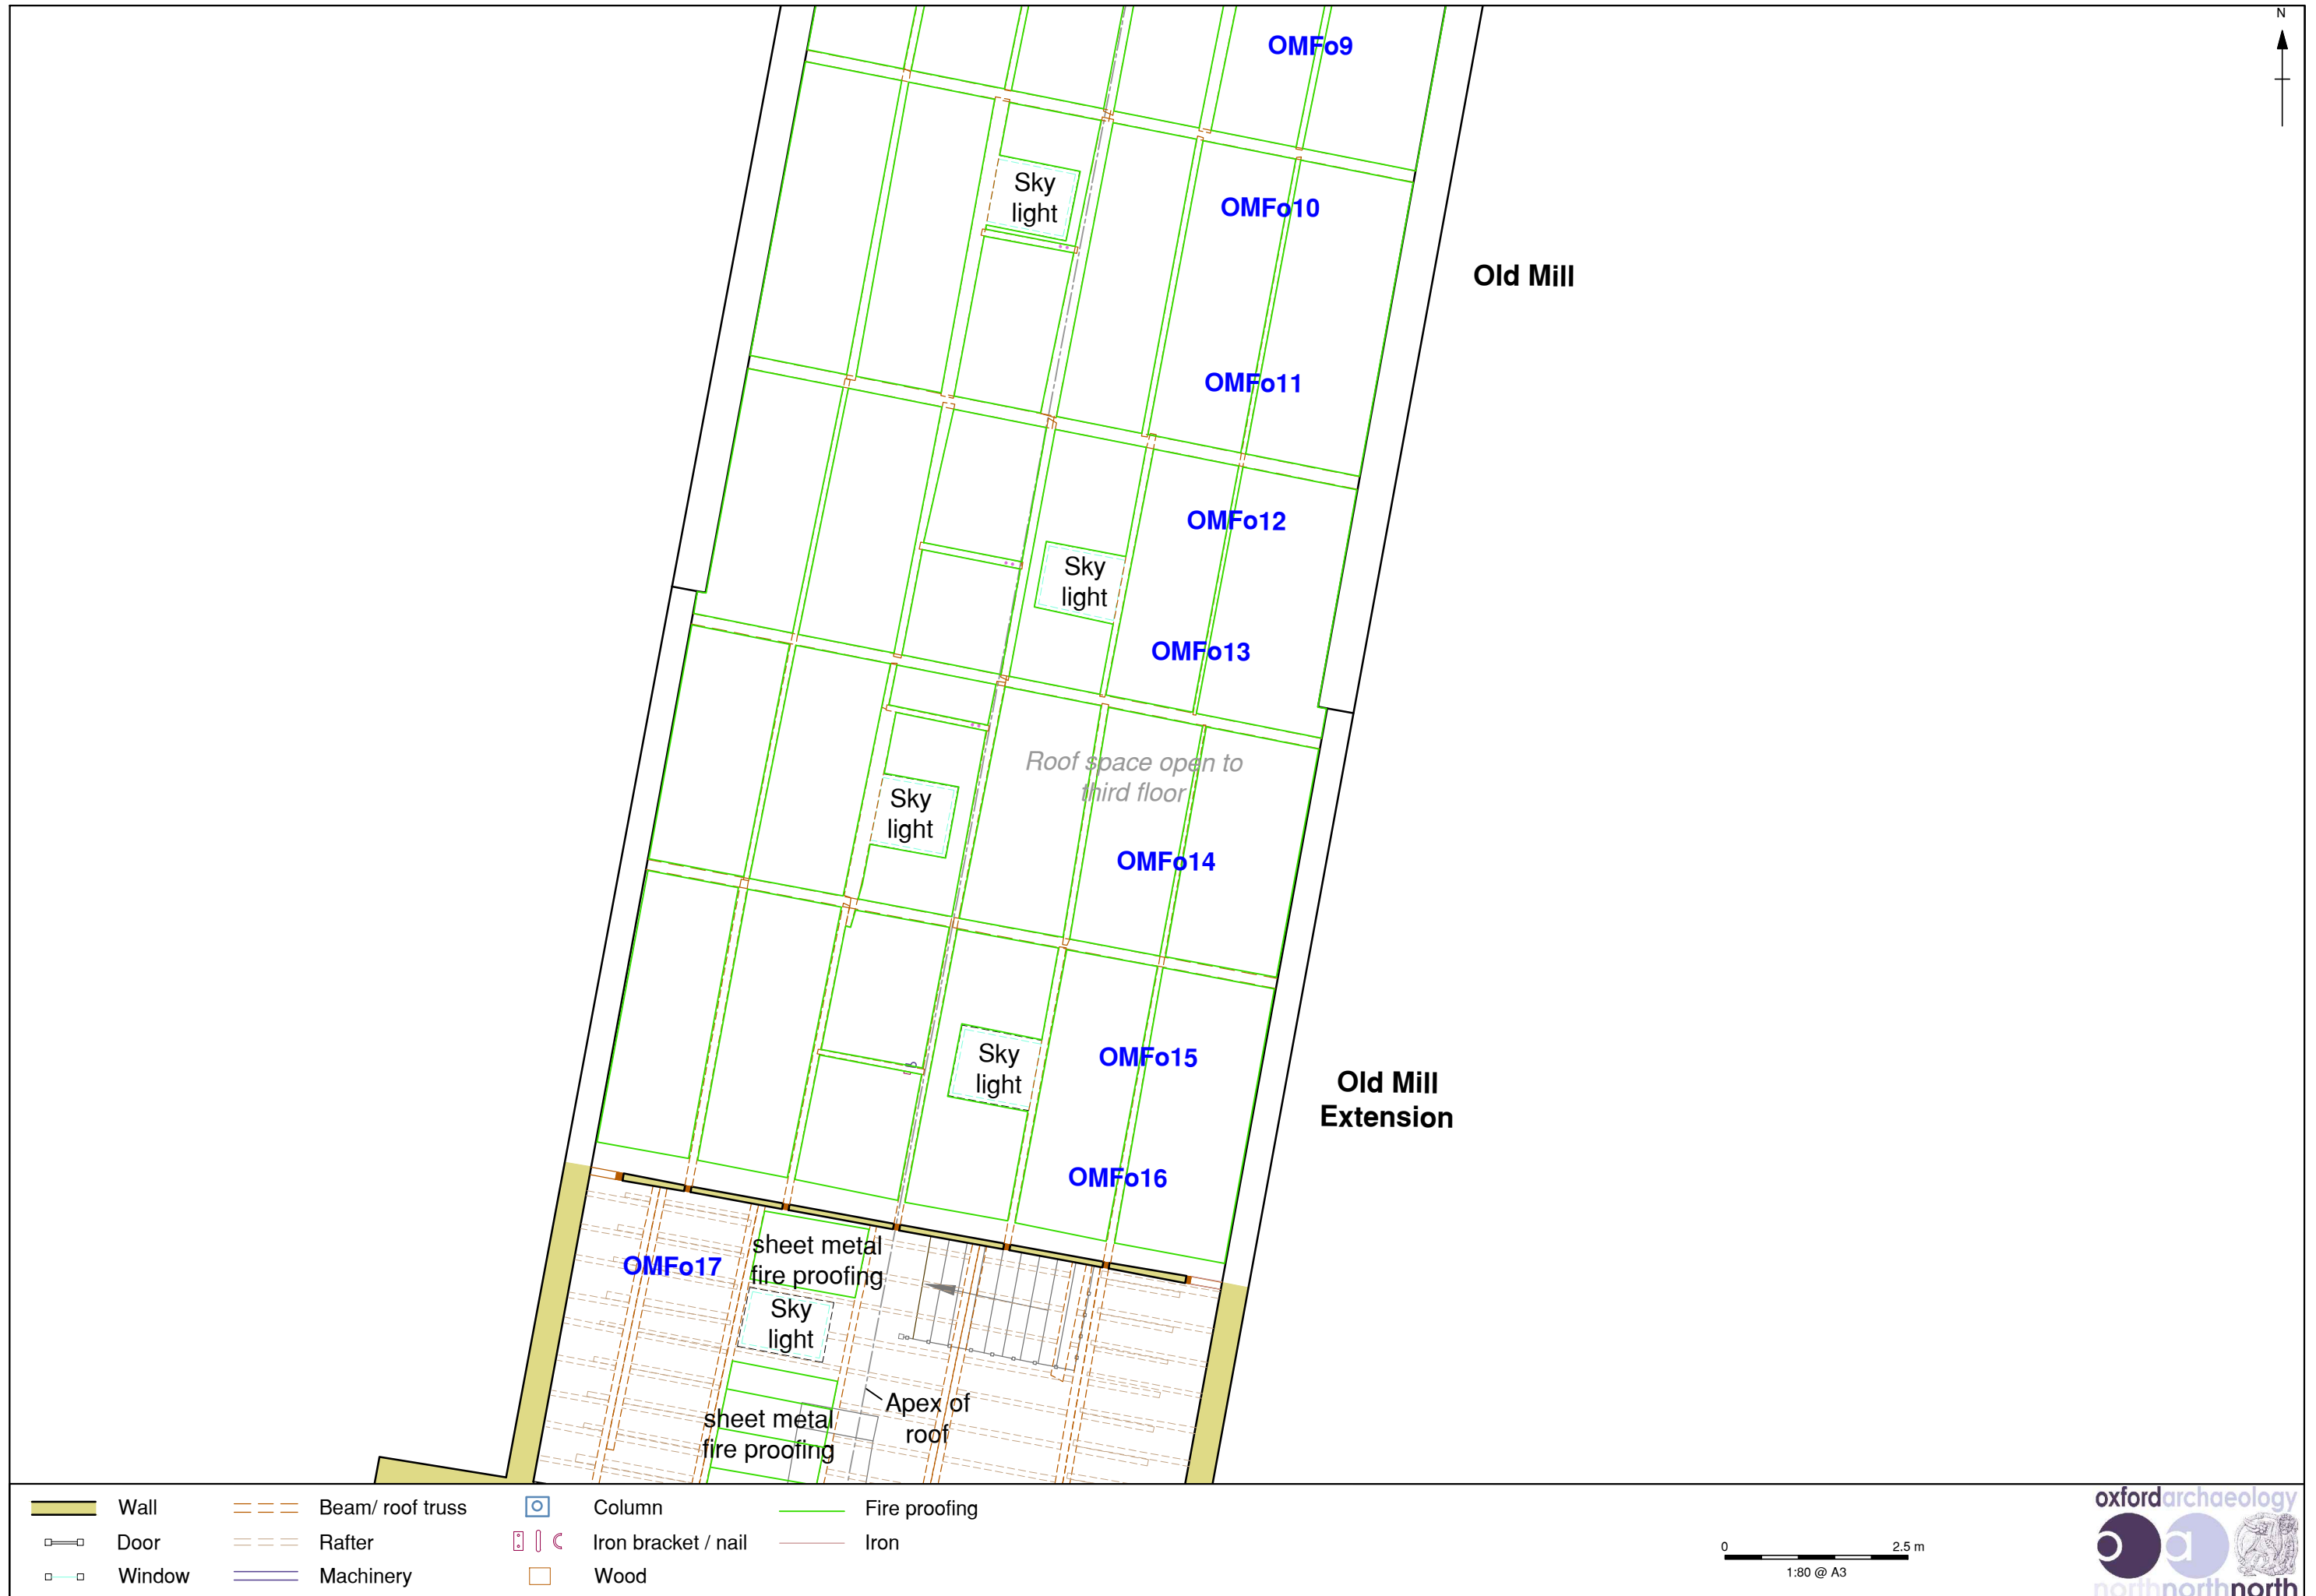 N
OMFo9
Sky
light
OMFo10
Old Mill
OMFo11
OMFo12
Sky
light
OMFo13
Roof space open to
third floor
Sky
light
OMFo14
Sky
light
OMFo15
Old Mill
Extension
OMFo16
sheet metal
fire proofing
OMFo17
Sky
light
Apex of
roof
sheet metal
fire proofing
Wall
Beam/ roof truss
Column
Fire proofing
Door
Rafter
Iron bracket / nail
Iron
Window
Machinery
Wood
0 2.5 m
1:80 @ A3
oxfordarchaeology
northnorthnorth